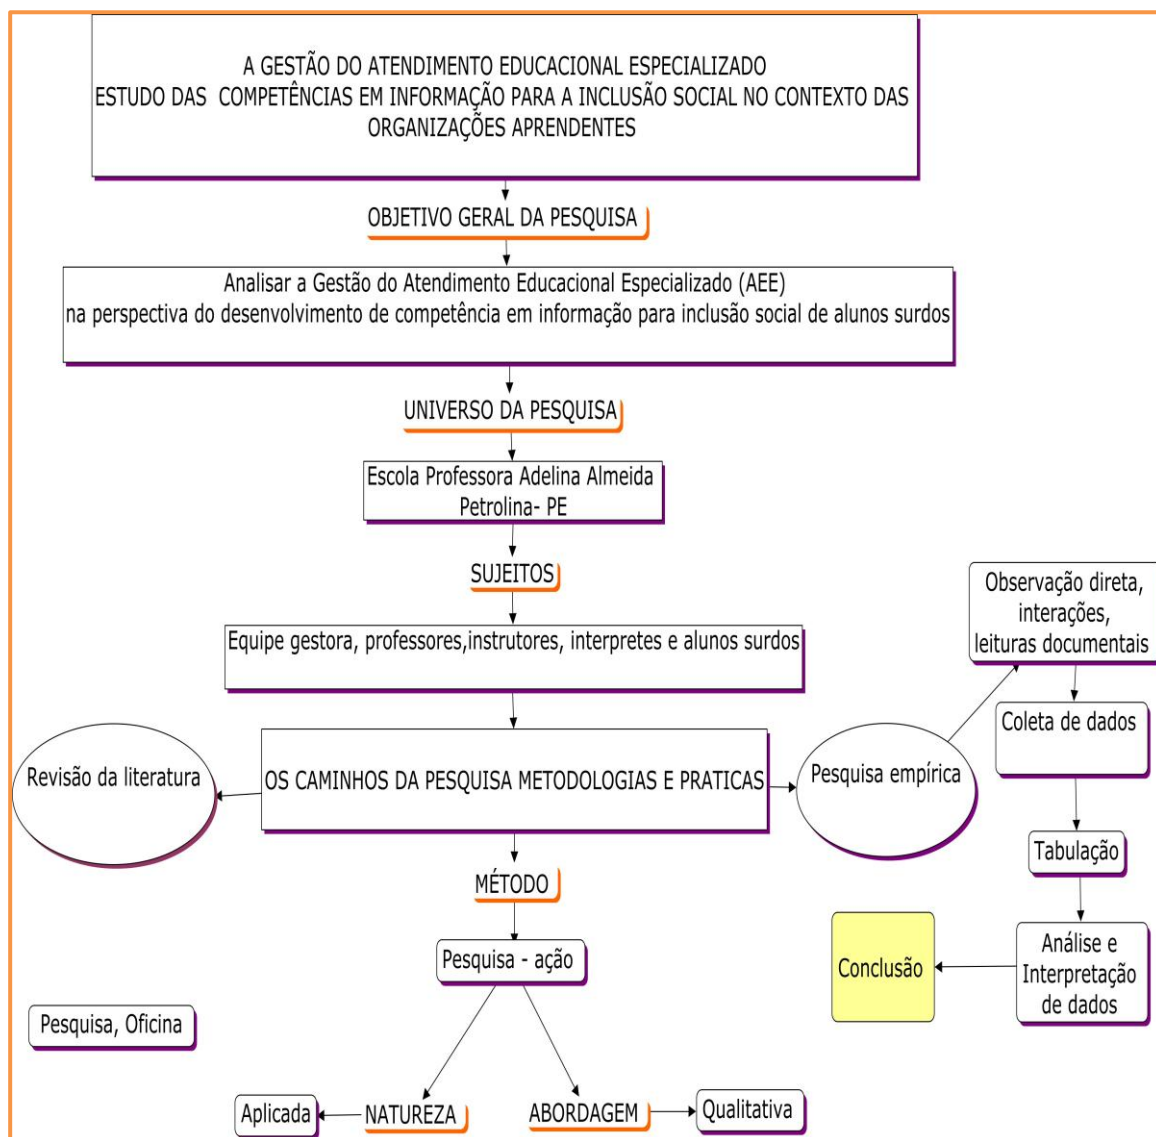 A GESTÃO DO ATENDIMENTO EDUCACIONAL ESPECIALIZADO
ESTUDO DAS COMPETÊNCIAS EM INFORMAÇÃO PARA A INCLUSÃO SOCIAL NO CONTEXTO DAS
ORGANIZAÇÕES APRENDENTES
OBJETIVO GERAL DA PESQUISA
Analisar a Gestão do Atendimento Educacional Especializado (AEE)
na perspectiva do desenvolvimento de competência em informação para inclusão social de alunos surdos
UNIVERSO DA PESQUISA
Escola Professora Adelina Almeida
Petrolina- PE
SUJEITOS
Equipe gestora, professores,instrutores, interpretes e alunos surdos
OS CAMINHOS DA PESQUISA METODOLOGIAS E PRATICAS
Revisão da literatura
Pesquisa empírica
Observação direta,
interações,
leituras documentais
Coleta de dados
Tabulação
Análise e
Interpretação
de dados
Conclusão
MÉTODO
Pesquisa - ação
Pesquisa, Oficina
Aplicada
NATUREZA
ABORDAGEM
Qualitativa